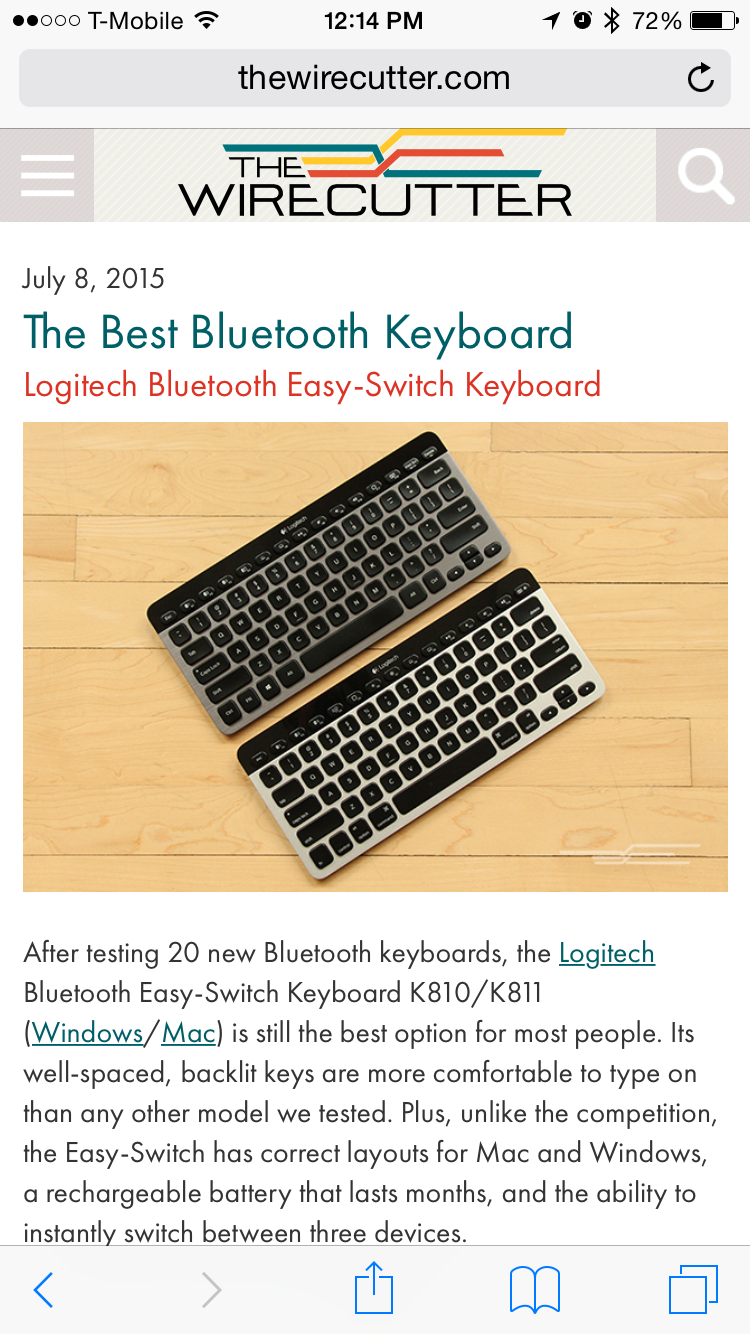 T-Mobile 12:14 PM 72%
thewirecutter.com
THE
WIRECUTTER
July 8, 2015
The Best Bluetooth Keyboard
Logitech Bluetooth Easy-Switch Keyboard
Logitech
Logitech
After testing 20 new Bluetooth keyboards, the Logitech
Bluetooth Easy-Switch Keyboard K810/K811
(Windows/Mac) is still the best option for most people. Its
well-spaced, backlit keys are more comfortable to type on
than any other model we tested. Plus, unlike the competition,
the Easy-Switch has correct layouts for Mac and Windows,
a rechargeable battery that lasts months, and the ability to
instantly switch between three devices.